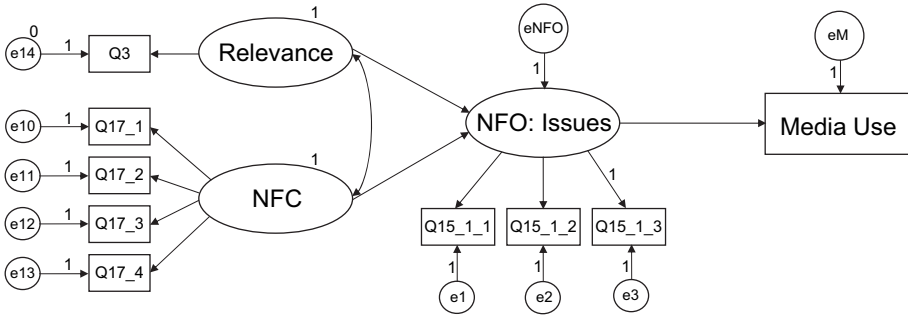 0
1
e14
1
Q3
Relevance
eNFO
1
eM
1
e10
1
Q17_1
NFO: Issues
Media Use
e11
1
Q17_2
1
NFC
1
e12
1
Q17_3
Q15_1_1
Q15_1_2
Q15_1_3
e13
1
Q17_4
1
1
1
e1
e2
e3